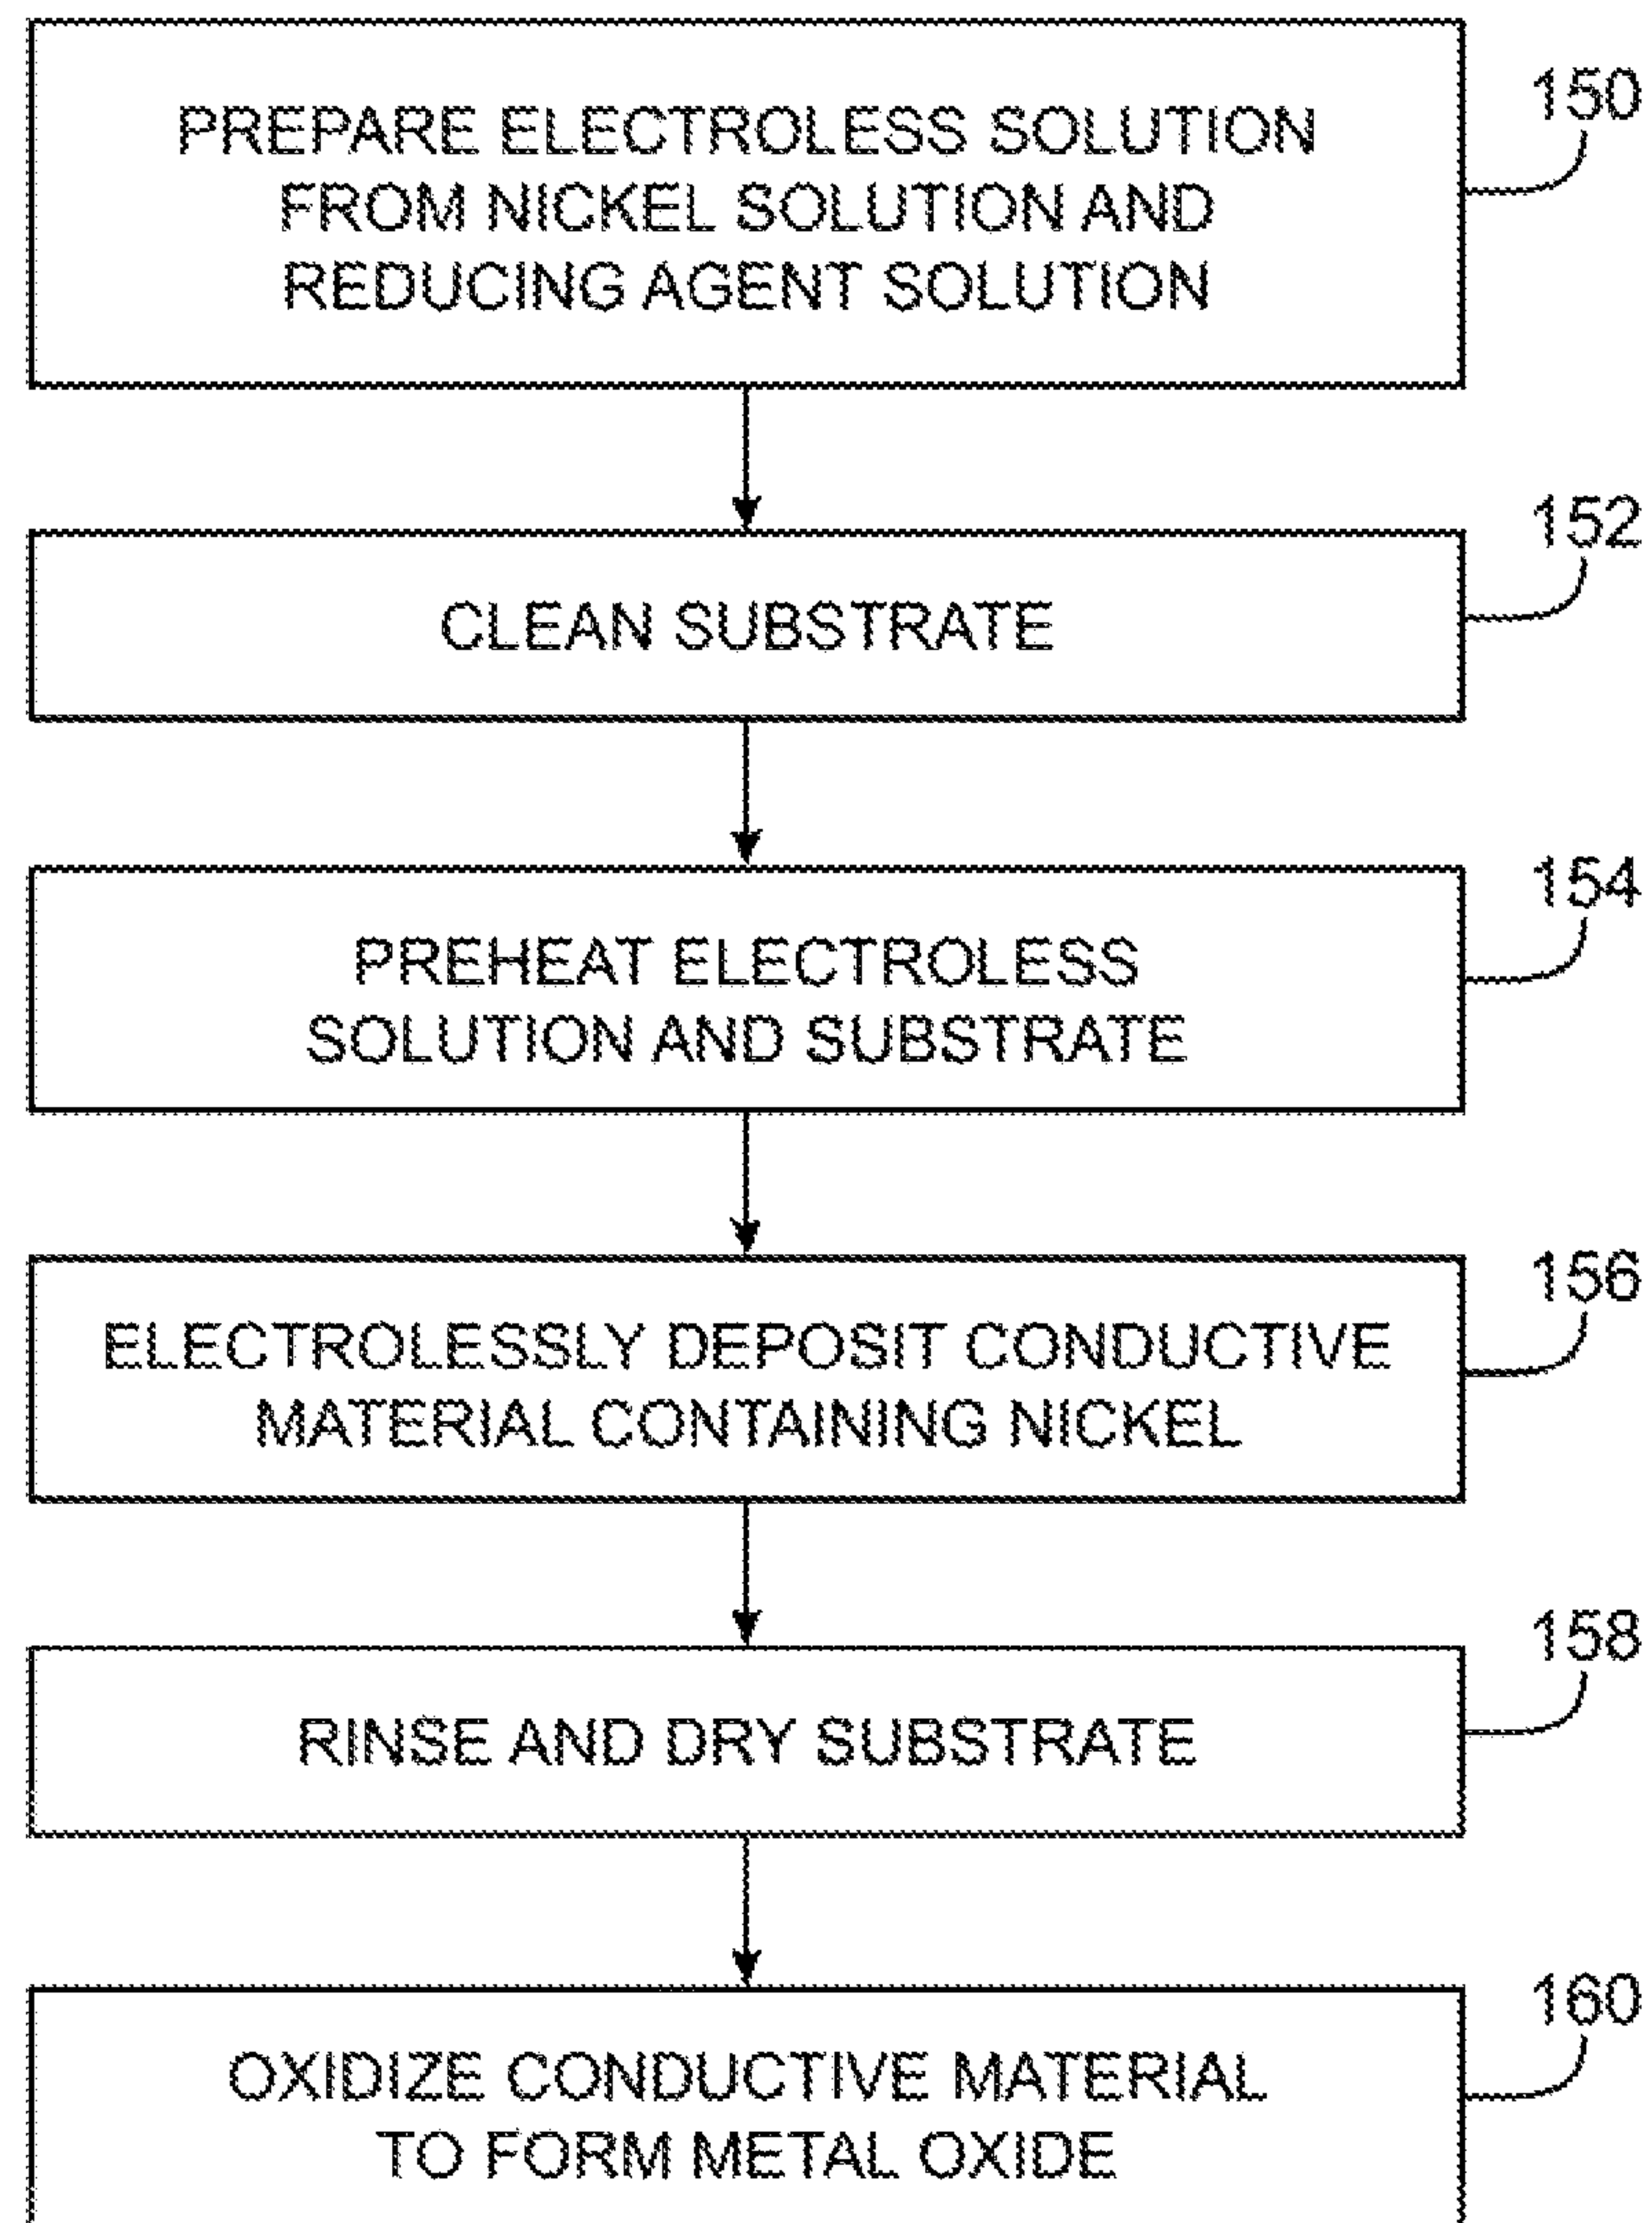 150
PREPARE ELECTROLESS SOLUTION
FROM NICKEL SOLUTION AND
REDUCING AGENT SOLUTION
152
CLEAN SUBSTRATE
154
PREHEAT ELECTROLESS
SOLUTION AND SUBSTRATE
156
ELECTROLESSLY DEPOSIT CONDUCTIVE
MATERIAL CONTAINING NICKEL
158
RINSE AND DRY SUBSTRATE
160
OXIDIZE CONDUCTIVE MATERIAL
TO FORM METAL OXIDE